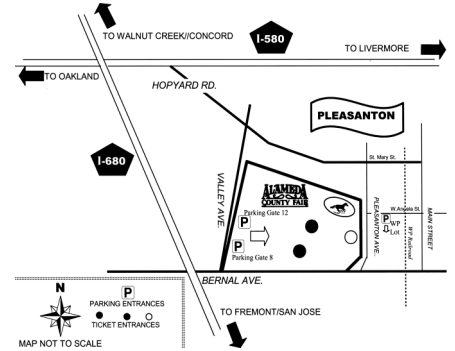 TO WALNUT CREEK//CONCORD
I-580
TO LIVERMORE
TO OAKLAND
HOPYARD RD.
PLEASANTON
I-680
St. Mary St.
VALLEY AVE.
ALAMEDA
COUNTY FAIR
Parking Gate 12
P
P
Parking Gate 8
PLEASANTON AVE.
W.Angela St.
P
WP
Lot
WP Railroad
MAIN STREET
BERNAL AVE.
N
P
PARKING ENTRANCES
TICKET ENTRANCES
MAP NOT TO SCALE
TO FREMONT/SAN JOSE